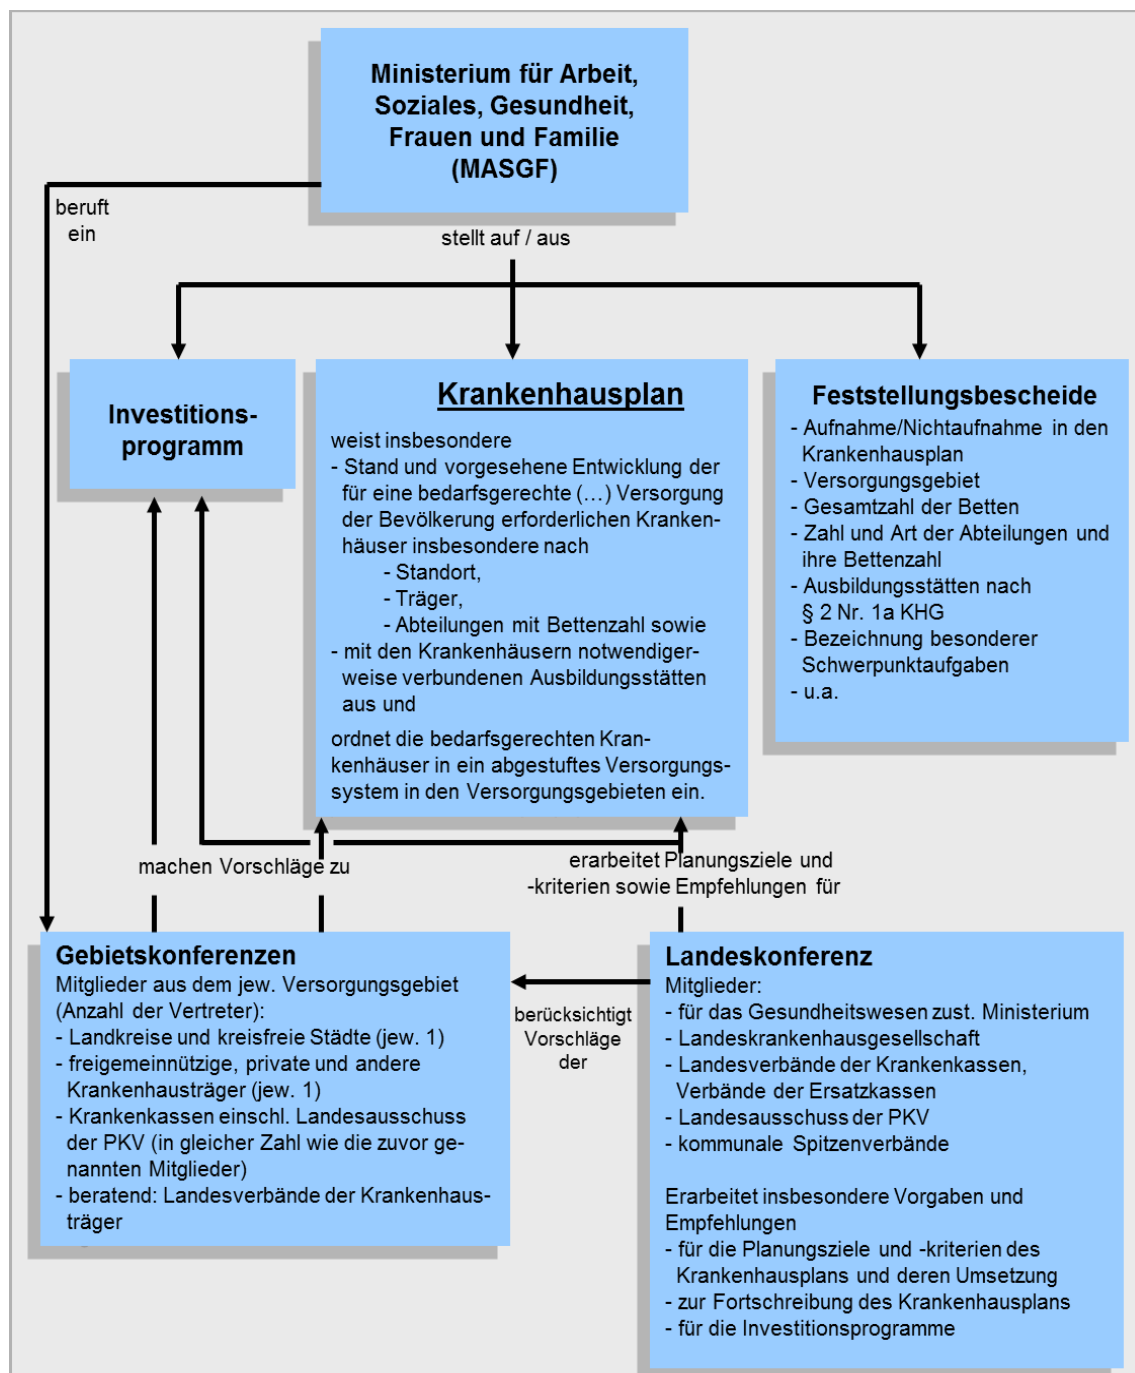 Ministerium für Arbeit,
Soziales, Gesundheit,
Frauen und Familie
(MASGF)
beruft
ein
stellt auf / aus
Investitions-
programm
Krankenhausplan
weist insbesondere
- Stand und vorgesehene Entwicklung der
für eine bedarfsgerechte (…) Versorgung
der Bevölkerung erforderlichen Kranken-
häuser insbesondere nach
- Standort,
- Träger,
- Abteilungen mit Bettenzahl sowie
- mit den Krankenhäusern notwendiger-
weise verbundenen Ausbildungsstätten
aus und
ordnet die bedarfsgerechten Kran-
kenhäuser in ein abgestuftes Versorgungs-
system in den Versorgungsgebieten ein.
Feststellungsbescheide
- Aufnahme/Nichtaufnahme in den
Krankenhausplan
- Versorgungsgebiet
- Gesamtzahl der Betten
- Zahl und Art der Abteilungen und
ihre Bettenzahl
- Ausbildungsstätten nach
§ 2 Nr. 1a KHG
- Bezeichnung besonderer
Schwerpunktaufgaben
- u.a.
machen Vorschläge zu
erarbeitet Planungsziele und
-kriterien sowie Empfehlungen für
Gebietskonferenzen
Mitglieder aus dem jew. Versorgungsgebiet
(Anzahl der Vertreter):
- Landkreise und kreisfreie Städte (jew. 1)
- freigemeinnützige, private und andere
Krankenhausträger (jew. 1)
- Krankenkassen einschl. Landesausschuss
der PKV (in gleicher Zahl wie die zuvor ge-
nannten Mitglieder)
- beratend: Landesverbände der Krankenhaus-
träger
berücksichtigt
Vorschläge
der
Landeskonferenz
Mitglieder:
- für das Gesundheitswesen zust. Ministerium
- Landeskrankenhausgesellschaft
- Landesverbände der Krankenkassen,
Verbände der Ersatzkassen
- Landesausschuss der PKV
- kommunale Spitzenverbände
Erarbeitet insbesondere Vorgaben und
Empfehlungen
- für die Planungsziele und -kriterien des
Krankenhausplans und deren Umsetzung
- zur Fortschreibung des Krankenhausplans
- für die Investitionsprogramme